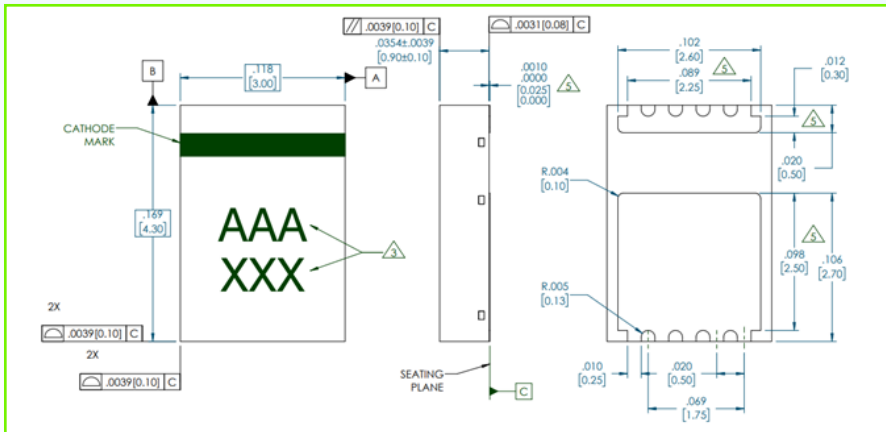 // .0039[0.10] C
⌓ .0031[0.08] C
.0354±.0039
[0.90±0.10]
.102
[2.60]
.118
[3.00]
B
A
.0010
.0000
[0.025]
[0.000]
5
.089
[2.25]
5
.012
[0.30]
CATHODE
MARK
5
.020
[0.50]
R.004
[0.10]
.169
[4.30]
AAA
XXX
3
5
.098
[2.50]
.106
[2.70]
R.005
[0.13]
2X
⌓ .0039[0.10] C
2X
⌓ .0039[0.10] C
SEATING
PLANE
C
.010
[0.25]
.020
[0.50]
.069
[1.75]